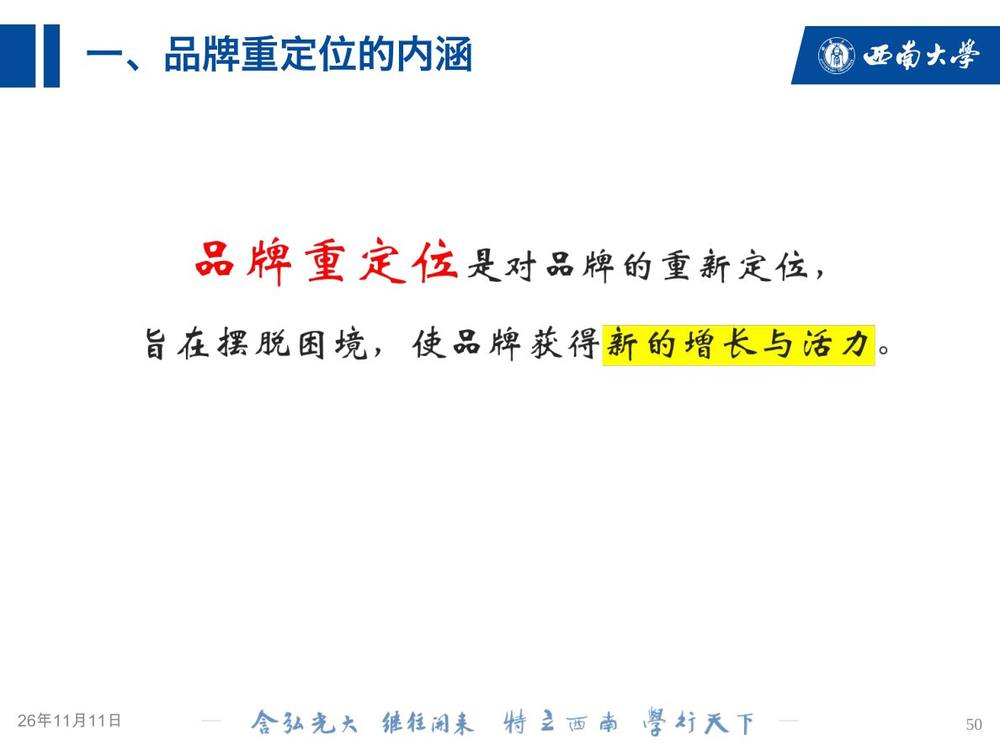 一、品牌重定位的内涵
西南大学
品牌重定位是对品牌的重新定位，
旨在摆脱困境，使品牌获得新的增长与活力。
26年11月11日
含弘光大 继往开来 特立西南 学行天下
50